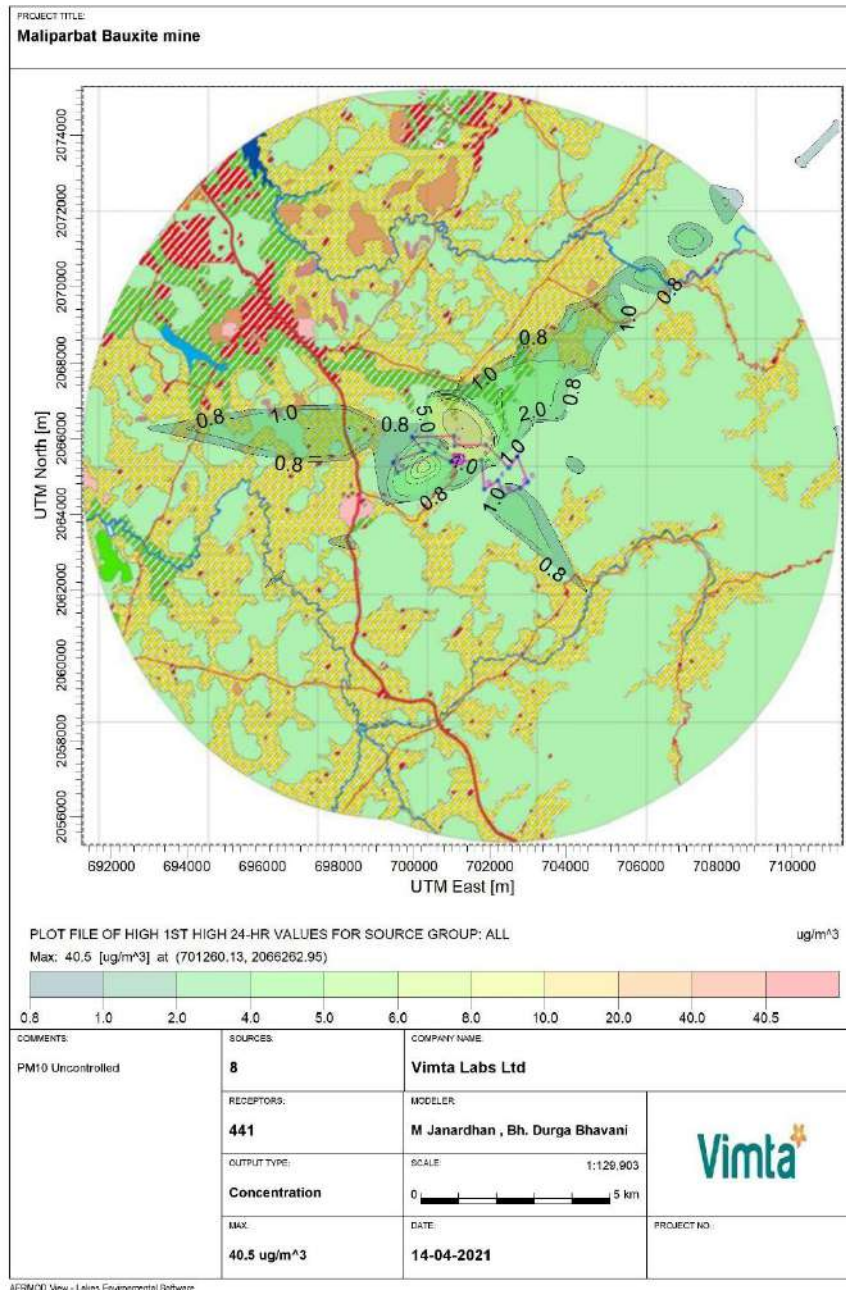 PROJECT TITLE:
Maliparbat Bauxite mine
UTM North [m]
2074000
2072000
2070000
2068000
2066000
2064000
2062000
2060000
2058000
2056000
0.8
1.0
0.8
0.8
1.0
2.0
0.8
0.8
1.0
0.8
5.0
0.8
1.0
0.8
1.0
0.8
692000 694000 696000 698000 700000 702000 704000 706000 708000 710000
UTM East [m]
PLOT FILE OF HIGH 1ST HIGH 24-HR VALUES FOR SOURCE GROUP: ALL ug/m^3
Max: 40.5 [ug/m^3] at (701260.13, 2066262.95)
0.8 1.0 2.0 4.0 5.0 6.0 8.0 10.0 20.0 40.0 40.5
COMMENTS:
PM10 Uncontrolled
SOURCES:
8
COMPANY NAME:
Vimta Labs Ltd
RECEPTORS:
441
MODELER:
M Janardhan , Bh. Durga Bhavani
OUTPUT TYPE:
Concentration
SCALE: 1:129,903
0 5 km
MAX:
40.5 ug/m^3
DATE:
14-04-2021
PROJECT NO.:
Vimta
AERMOD View - Lakes Environmental Software